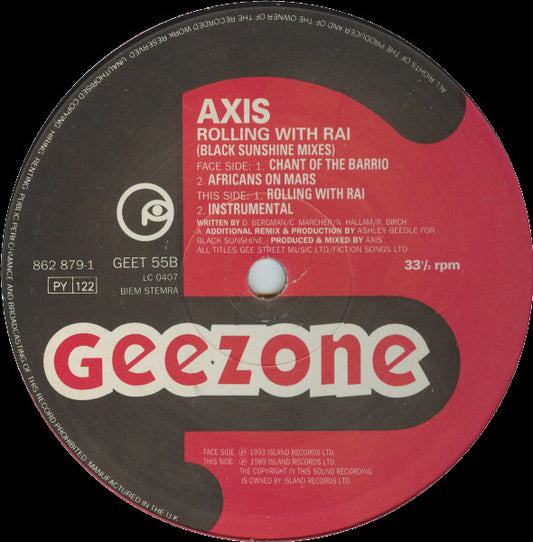 AXIS
ROLLING WITH RAI
(BLACK SUNSHINE MIXES)
FACE SIDE: 1. CHANT OF THE BARRIO
2. AFRICANS ON MARS
THIS SIDE: 1. ROLLING WITH RAI
2. INSTRUMENTAL
WRITTEN BY D. BERGMAN/C. MARCHER/N. HALLAM/R. BIRCH
A. ADDITIONAL REMIX & PRODUCTION BY ASHLEY BEEDLE FOR
BLACK SUNSHINE. PRODUCED & MIXED BY AXIS
ALL TITLES GEE STREET MUSIC LTD/FICTION SONGS LTD
862 879-1
GEET 55B
LC 0407
PY 122
BIEM STEMRA
33⅓ rpm
GEEZONE
FACE SIDE ℗ 1993 ISLAND RECORDS LTD.
THIS SIDE ℗ 1989 ISLAND RECORDS LTD.
THE COPYRIGHT IN THIS SOUND RECORDING
IS OWNED BY ISLAND RECORDS LTD.
ALL RIGHTS OF THE PRODUCER AND OF THE OWNER OF THE RECORDED WORK RESERVED. UNAUTHORISED COPYING, HIRING, RENTING, PUBLIC PERFORMANCE AND BROADCASTING OF THIS RECORD PROHIBITED. MANUFACTURED IN THE U.K.